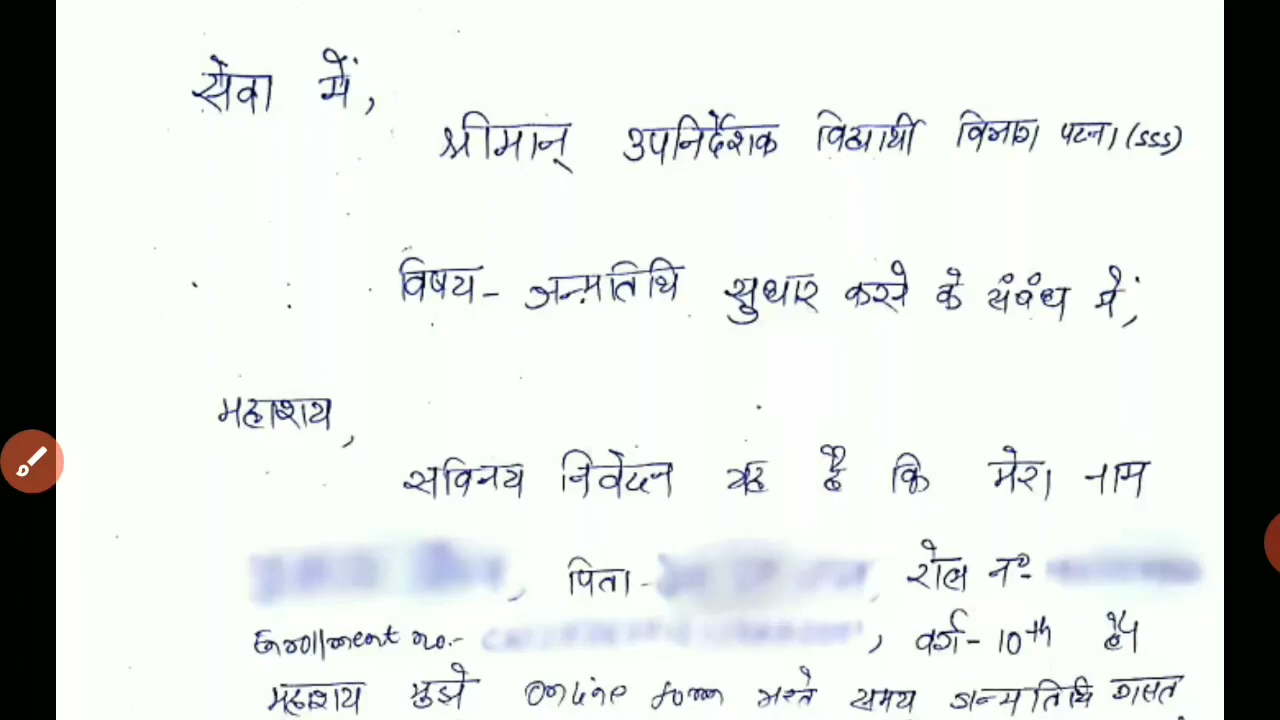 सेवा में,
श्रीमान् उपनिर्देशक विद्यार्थी विभाग पटना (SSS)
विषय - जन्मतिथि सुधार करने के संबंध में,
महाशय,
सविनय निवेदन यह है कि मेरा नाम
, पिता - , रोल नं०-
Enrollment no.- , वर्ग - 10th है।
महाशय मुझे Online form भरते समय जन्मतिथि गलत